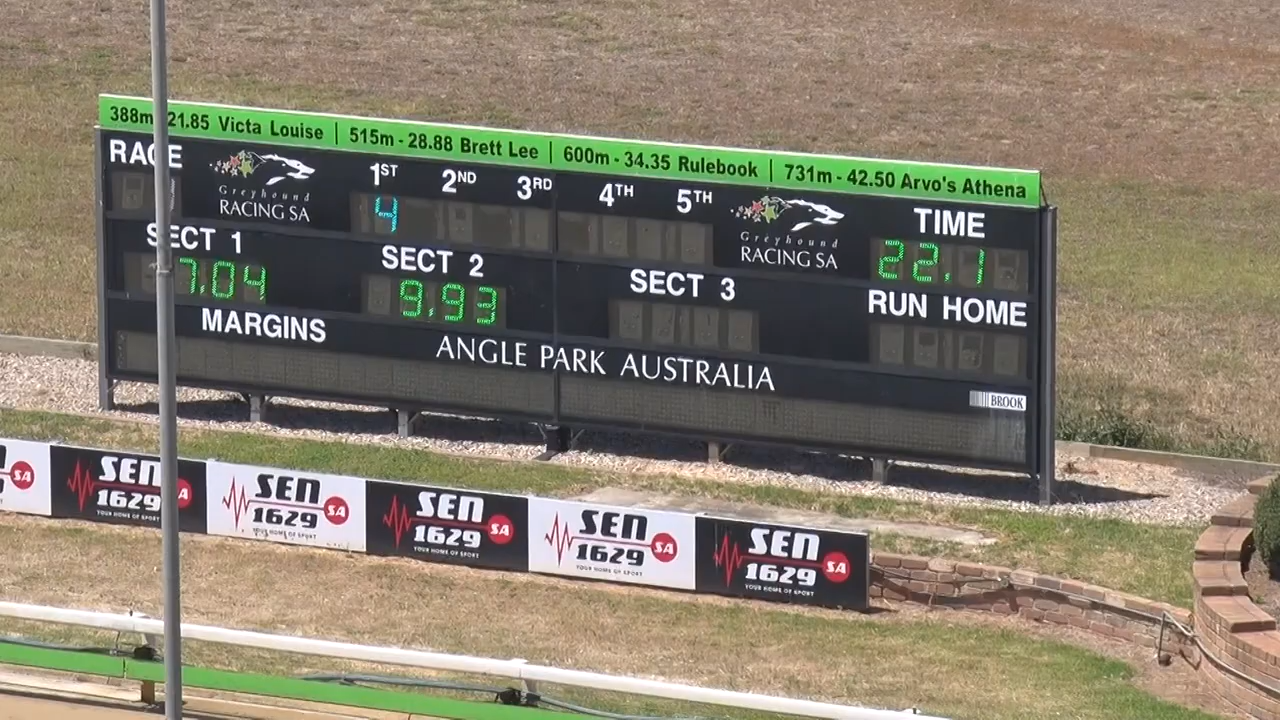 388m - 21.85 Victa Louise | 515m - 28.88 Brett Lee | 600m - 34.35 Rulebook | 731m - 42.50 Arvo's Athena
RACE
Greyhound
RACING SA
1ST 2ND 3RD 4TH 5TH
4
Greyhound
RACING SA
TIME
22.1
SECT 1
7.04
SECT 2
9.93
SECT 3
RUN HOME
MARGINS
ANGLE PARK AUSTRALIA
BROOK
SA
SEN
1629 SA
YOUR HOME OF SPORT
SEN
1629 SA
YOUR HOME OF SPORT
SEN
1629 SA
YOUR HOME OF SPORT
SEN
1629 SA
YOUR HOME OF SPORT
SEN
1629 SA
YOUR HOME OF SPORT